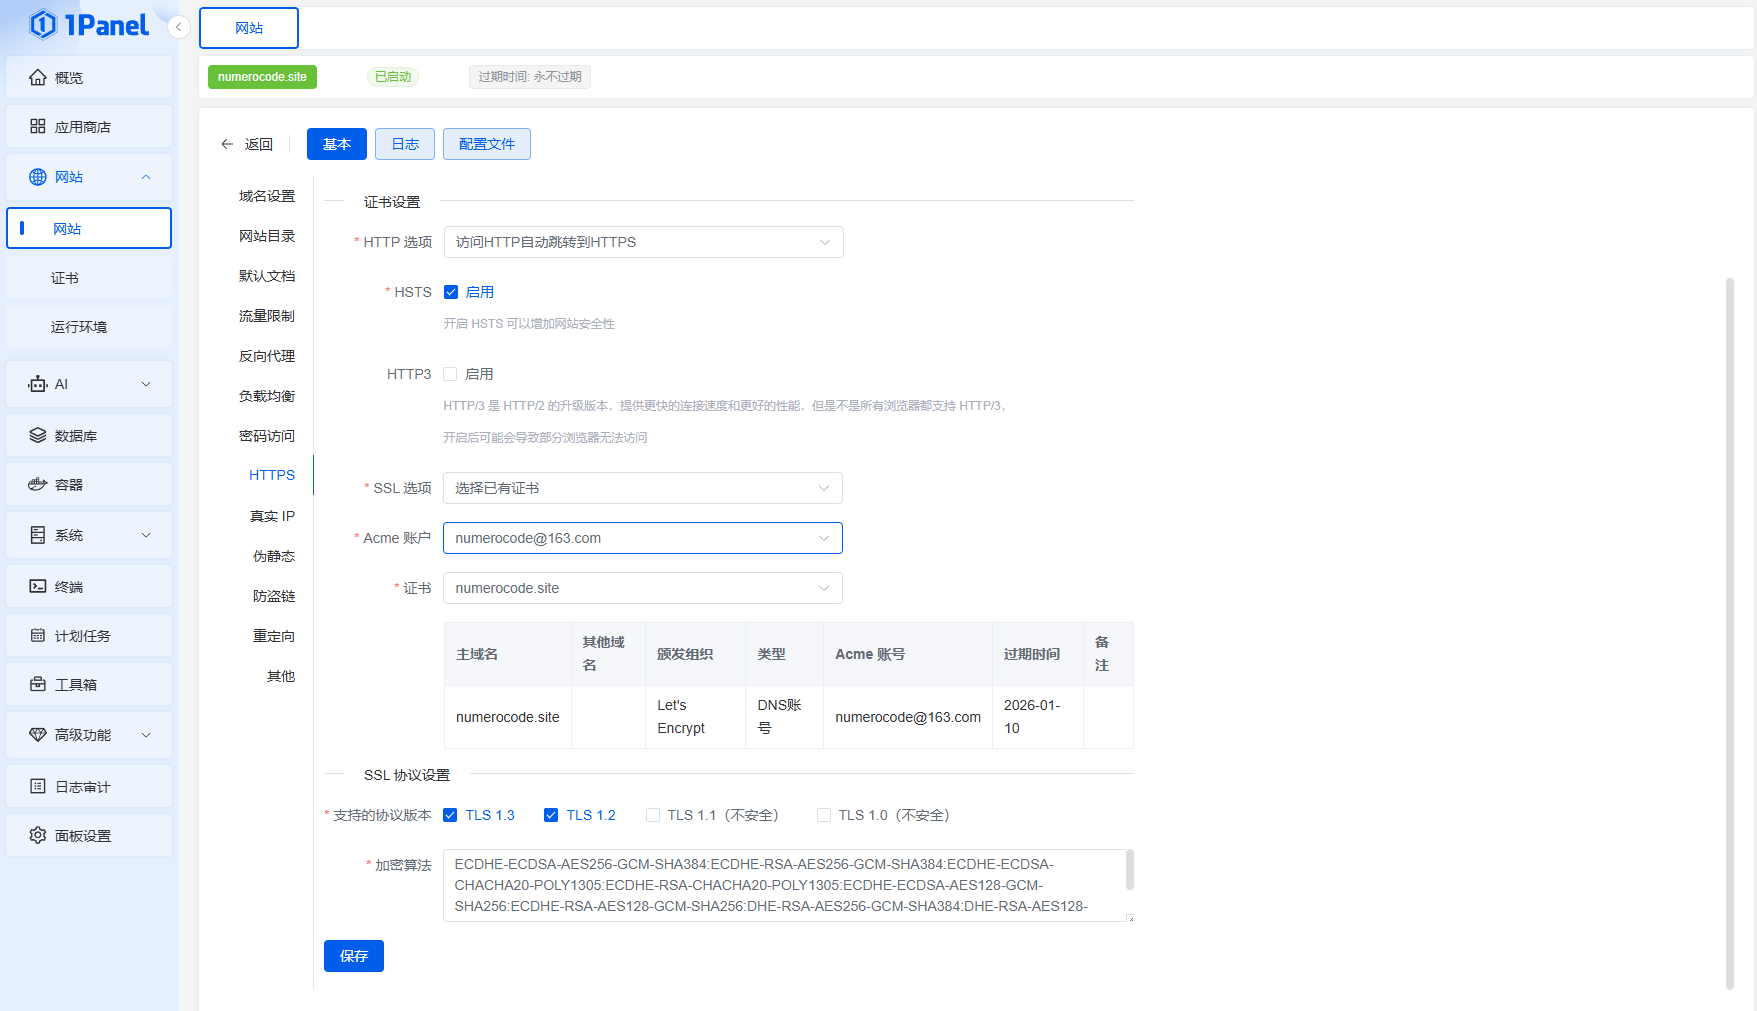 1Panel
概览
应用商店
网站
网站
证书
运行环境
AI
数据库
容器
系统
终端
计划任务
工具箱
高级功能
日志审计
面板设置
网站
numerocode.site
已启动
过期时间: 永不过期
返回
基本
日志
配置文件
域名设置
网站目录
默认文档
流量限制
反向代理
负载均衡
密码访问
HTTPS
真实 IP
伪静态
防盗链
重定向
其他
证书设置
* HTTP 选项
访问HTTP自动跳转到HTTPS
* HSTS
启用
开启 HSTS 可以增加网站安全性
HTTP3
启用
HTTP/3 是 HTTP/2 的升级版本，提供更快的连接速度和更好的性能，但是不是所有浏览器都支持 HTTP/3，
开启后可能会导致部分浏览器无法访问
* SSL 选项
选择已有证书
* Acme 账户
numerocode@163.com
* 证书
numerocode.site
主域名
其他域
名
颁发组织
类型
Acme 账号
过期时间
备
注
numerocode.site
Let's
Encrypt
DNS账
号
numerocode@163.com
2026-01-
10
SSL 协议设置
* 支持的协议版本
TLS 1.3
TLS 1.2
TLS 1.1（不安全）
TLS 1.0（不安全）
* 加密算法
ECDHE-ECDSA-AES256-GCM-SHA384:ECDHE-RSA-AES256-GCM-SHA384:ECDHE-ECDSA-
CHACHA20-POLY1305:ECDHE-RSA-CHACHA20-POLY1305:ECDHE-ECDSA-AES128-GCM-
SHA256:ECDHE-RSA-AES128-GCM-SHA256:DHE-RSA-AES256-GCM-SHA384:DHE-RSA-AES128-
保存